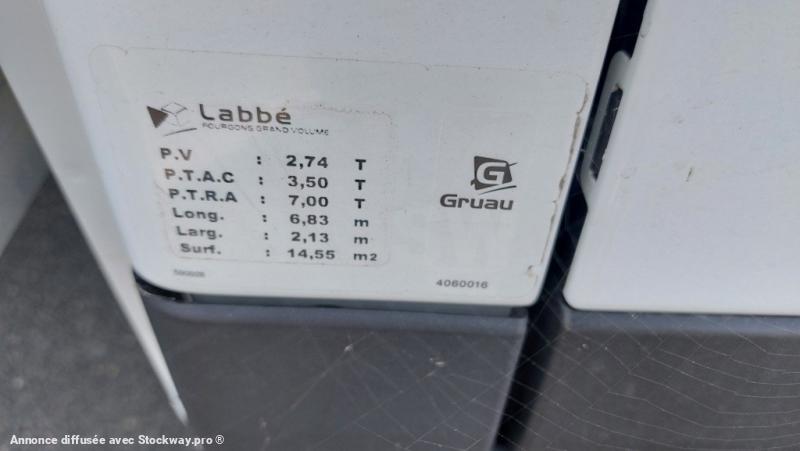 Labbé
FOURGONS GRAND VOLUME
P.V : 2,74 T
P.T.A.C : 3,50 T
P.T.R.A : 7,00 T
Long. : 6,83 m
Larg. : 2,13 m
Surf. : 14,55 m2
G
Gruau
4060016
Annonce diffusée avec Stockway.pro®